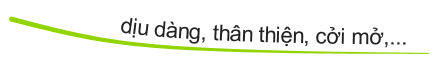 dịu dàng, thân thiện, cởi mở,...